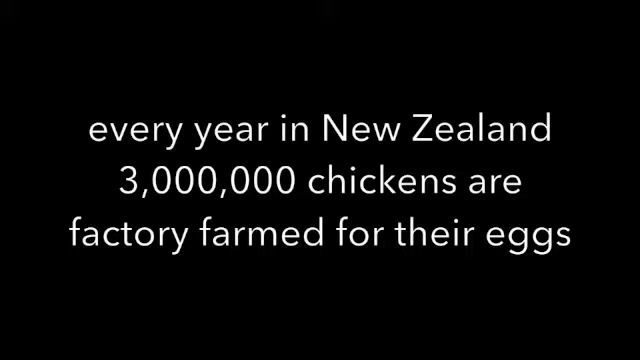 every year in New Zealand
3,000,000 chickens are
factory farmed for their eggs